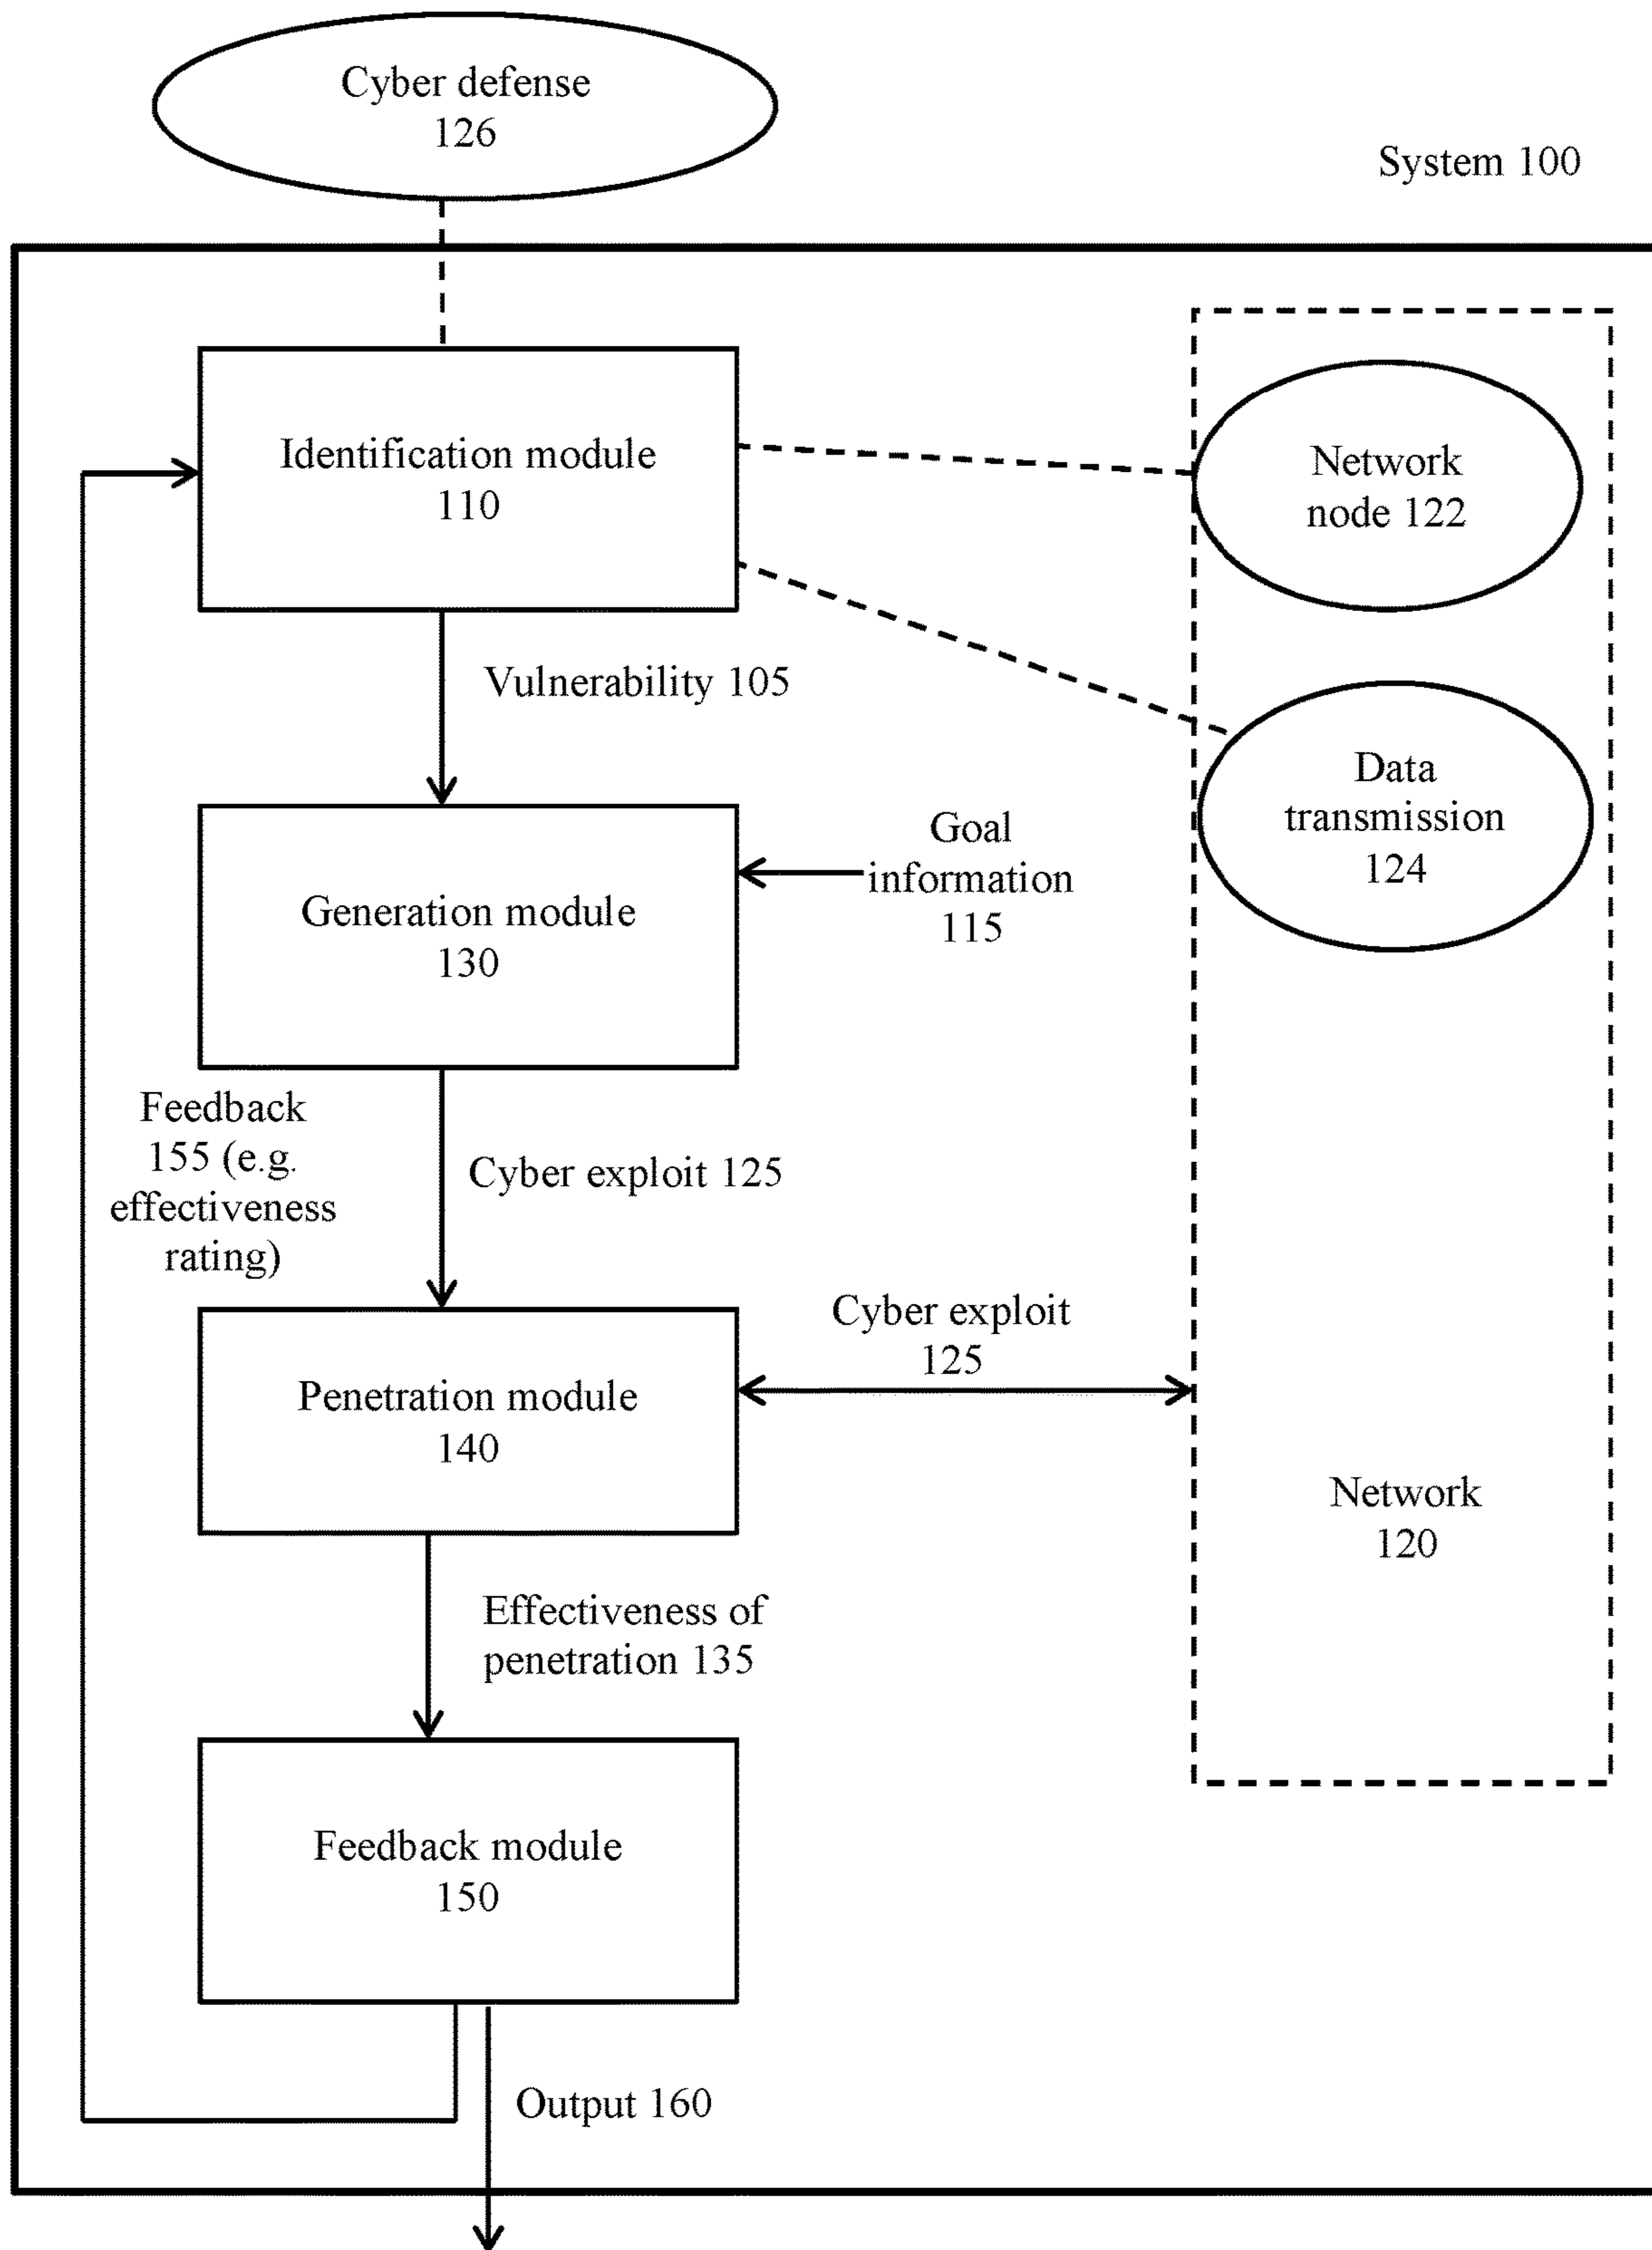 Cyber defense
126
System 100
Identification module
110
Network
node 122
Vulnerability 105
Data
transmission
124
Goal
information
115
Generation module
130
Feedback
155 (e.g.
effectiveness
rating)
Cyber exploit 125
Cyber exploit
125
Penetration module
140
Network
120
Effectiveness of
penetration 135
Feedback module
150
Output 160